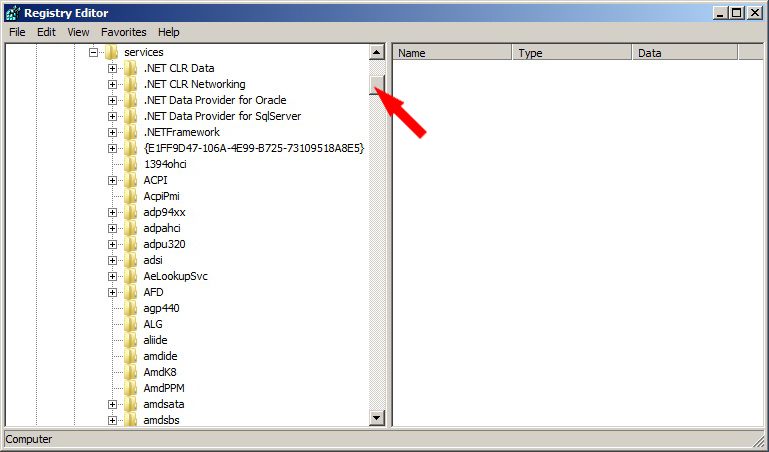 Registry Editor
File Edit View Favorites Help
services
.NET CLR Data
.NET CLR Networking
.NET Data Provider for Oracle
.NET Data Provider for SqlServer
.NETFramework
{E1FF9D47-106A-4E99-B725-73109518A8E5}
1394ohci
ACPI
AcpiPmi
adp94xx
adpahci
adpu320
adsi
AeLookupSvc
AFD
agp440
ALG
aliide
amdide
AmdK8
AmdPPM
amdsata
amdsbs
Name Type Data
Computer